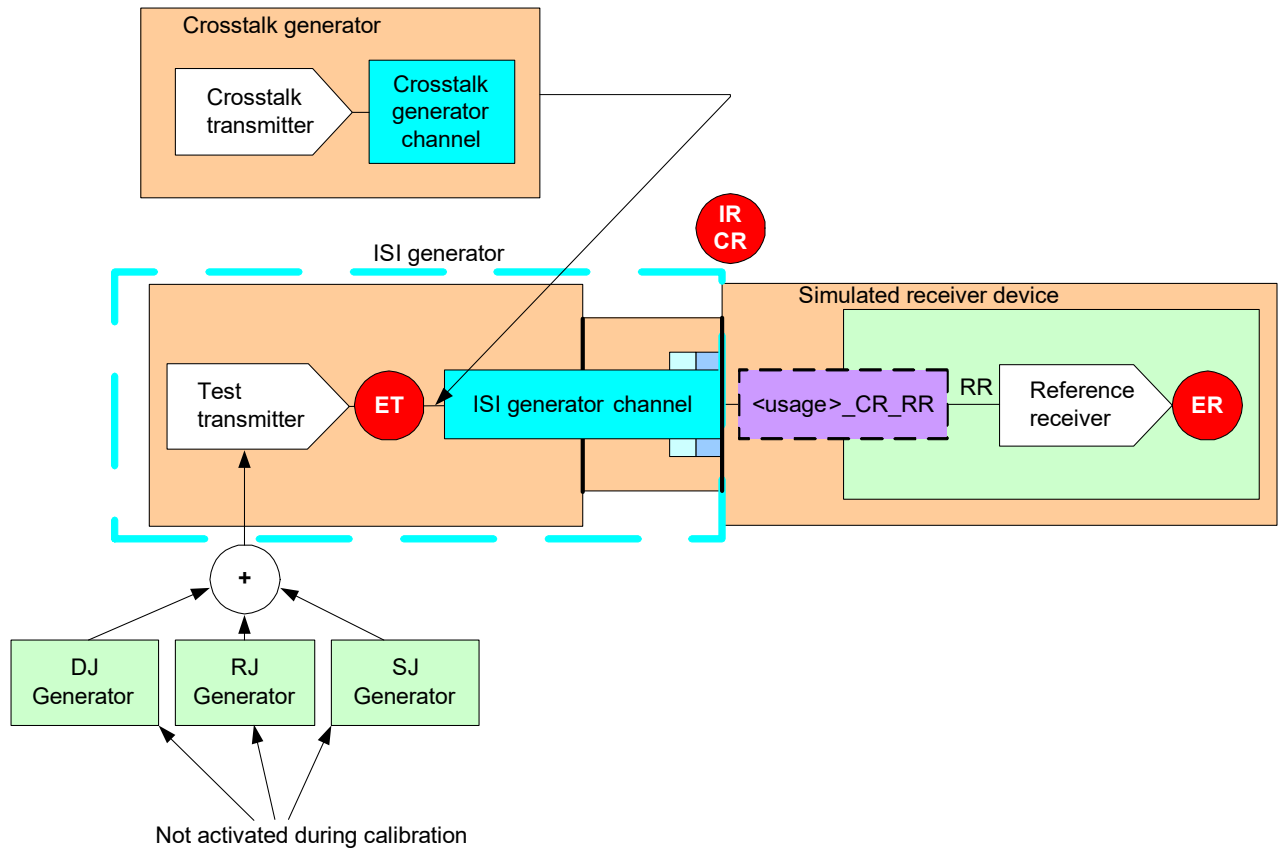 Crosstalk generator
Crosstalk
transmitter
Crosstalk
generator
channel
IR
CR
ISI generator
Simulated receiver device
Test
transmitter
ET
ISI generator channel
<usage>_CR_RR
RR
Reference
receiver
ER
+
DJ
Generator
RJ
Generator
SJ
Generator
Not activated during calibration